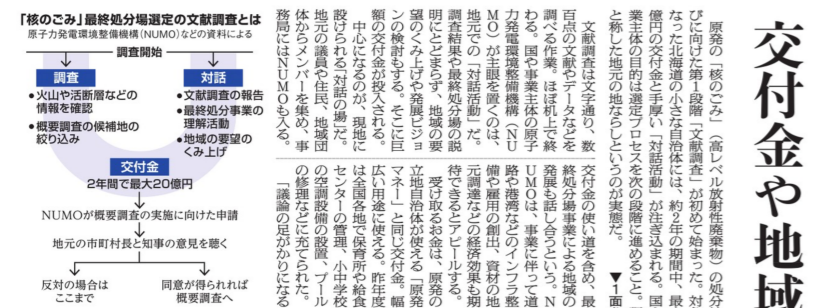 交付金や地域
原発の「核のごみ」(高レベル放射性廃棄物)の処分
びに向けた第1段階「文献調査」が初めて始まった。対
なった北海道の小さな自治体には、約2年の期間中、最
億円の交付金と手厚い「対話活動」が注ぎ込まれる。国
業主体の目的は選定プロセスを次の段階に進めること。
と称した地元の地ならしというのが実態だ。 ▼1面
文献調査は文字通り、数
百点の文献やデータなどを
調べる作業。ほぼ机上で終
わる。国や事業主体の原子
力発電環境整備機構(NU
MO)が主眼を置くのは、
地元での「対話活動」だ。
調査結果や最終処分場の説
明にとどまらず、地域の要
望のくみ上げや発展ビジョ
ンの検討もする。そこに巨
額の交付金が投入される。
中心になるのが、現地に
設けられる「対話の場」だ。
地元の議員や住民、地域団
体からメンバーを集め、事
務局にはNUMOも入る。
交付金の使い道を含め、最
終処分場事業による地域の
発展も話し合うという。N
UMOは、事業に伴って道
路や港湾などのインフラ整
備や雇用の創出、資材の地
元調達などの経済効果も期
待できるとアピールする。
受け取るお金は、原発の
立地自治体が使える「原発
マネー」と同じ交付金。幅
広い用途に使える。昨年度
は全国各地で保育所や給食
センターの管理、小中学校
の空調設備の設置、プール
の修理などに充てられた。
「議論の足がかりになる
「核のごみ」最終処分場選定の文献調査とは
原子力発電環境整備機構(NUMO)などの資料による
調査開始
調査
●火山や活断層などの
情報を確認
●概要調査の候補地の
絞り込み
対話
●文献調査の報告
●最終処分事業の
理解活動
●地域の要望の
くみ上げ
交付金
2年間で最大20億円
NUMOが概要調査の実施に向けた申請
地元の市町村長と知事の意見を聴く
反対の場合は
ここまで
同意が得られれば
概要調査へ